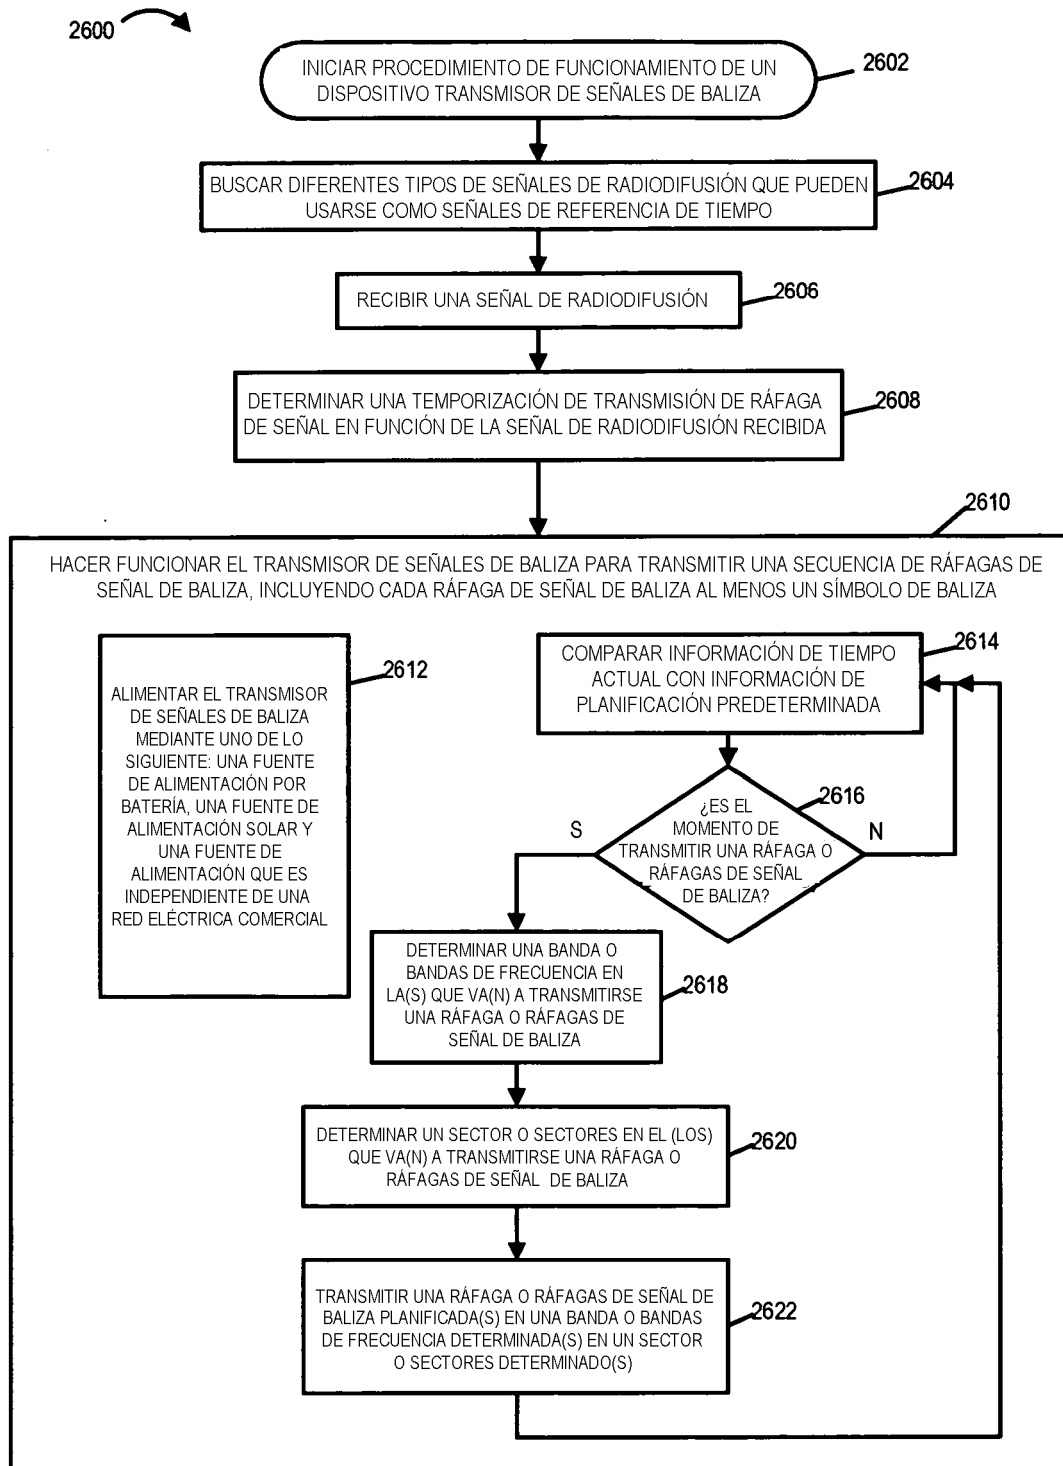 2600
INICIAR PROCEDIMIENTO DE FUNCIONAMIENTO DE UN
DISPOSITIVO TRANSMISOR DE SEÑALES DE BALIZA
2602
BUSCAR DIFERENTES TIPOS DE SEÑALES DE RADIODIFUSIÓN QUE PUEDEN
USARSE COMO SEÑALES DE REFERENCIA DE TIEMPO
2604
RECIBIR UNA SEÑAL DE RADIODIFUSIÓN
2606
DETERMINAR UNA TEMPORIZACIÓN DE TRANSMISIÓN DE RÁFAGA
DE SEÑAL EN FUNCIÓN DE LA SEÑAL DE RADIODIFUSIÓN RECIBIDA
2608
2610
HACER FUNCIONAR EL TRANSMISOR DE SEÑALES DE BALIZA PARA TRANSMITIR UNA SECUENCIA DE RÁFAGAS DE
SEÑAL DE BALIZA, INCLUYENDO CADA RÁFAGA DE SEÑAL DE BALIZA AL MENOS UN SÍMBOLO DE BALIZA
ALIMENTAR EL TRANSMISOR
DE SEÑALES DE BALIZA
MEDIANTE UNO DE LO
SIGUIENTE: UNA FUENTE
DE ALIMENTACIÓN POR
BATERÍA, UNA FUENTE DE
ALIMENTACIÓN SOLAR Y
UNA FUENTE DE
ALIMENTACIÓN QUE ES
INDEPENDIENTE DE UNA
RED ELÉCTRICA COMERCIAL
2612
COMPARAR INFORMACIÓN DE TIEMPO
ACTUAL CON INFORMACIÓN DE
PLANIFICACIÓN PREDETERMINADA
2614
¿ES EL
MOMENTO DE
TRANSMITIR UNA RÁFAGA O
RÁFAGAS DE SEÑAL
DE BALIZA?
2616
S
N
DETERMINAR UNA BANDA O
BANDAS DE FRECUENCIA EN
LA(S) QUE VA(N) A TRANSMITIRSE
UNA RÁFAGA O RÁFAGAS DE
SEÑAL DE BALIZA
2618
DETERMINAR UN SECTOR O SECTORES EN EL (LOS)
QUE VA(N) A TRANSMITIRSE UNA RÁFAGA O
RÁFAGAS DE SEÑAL DE BALIZA
2620
TRANSMITIR UNA RÁFAGA O RÁFAGAS DE SEÑAL DE
BALIZA PLANIFICADA(S) EN UNA BANDA O BANDAS
DE FRECUENCIA DETERMINADA(S) EN UN SECTOR
O SECTORES DETERMINADO(S)
2622